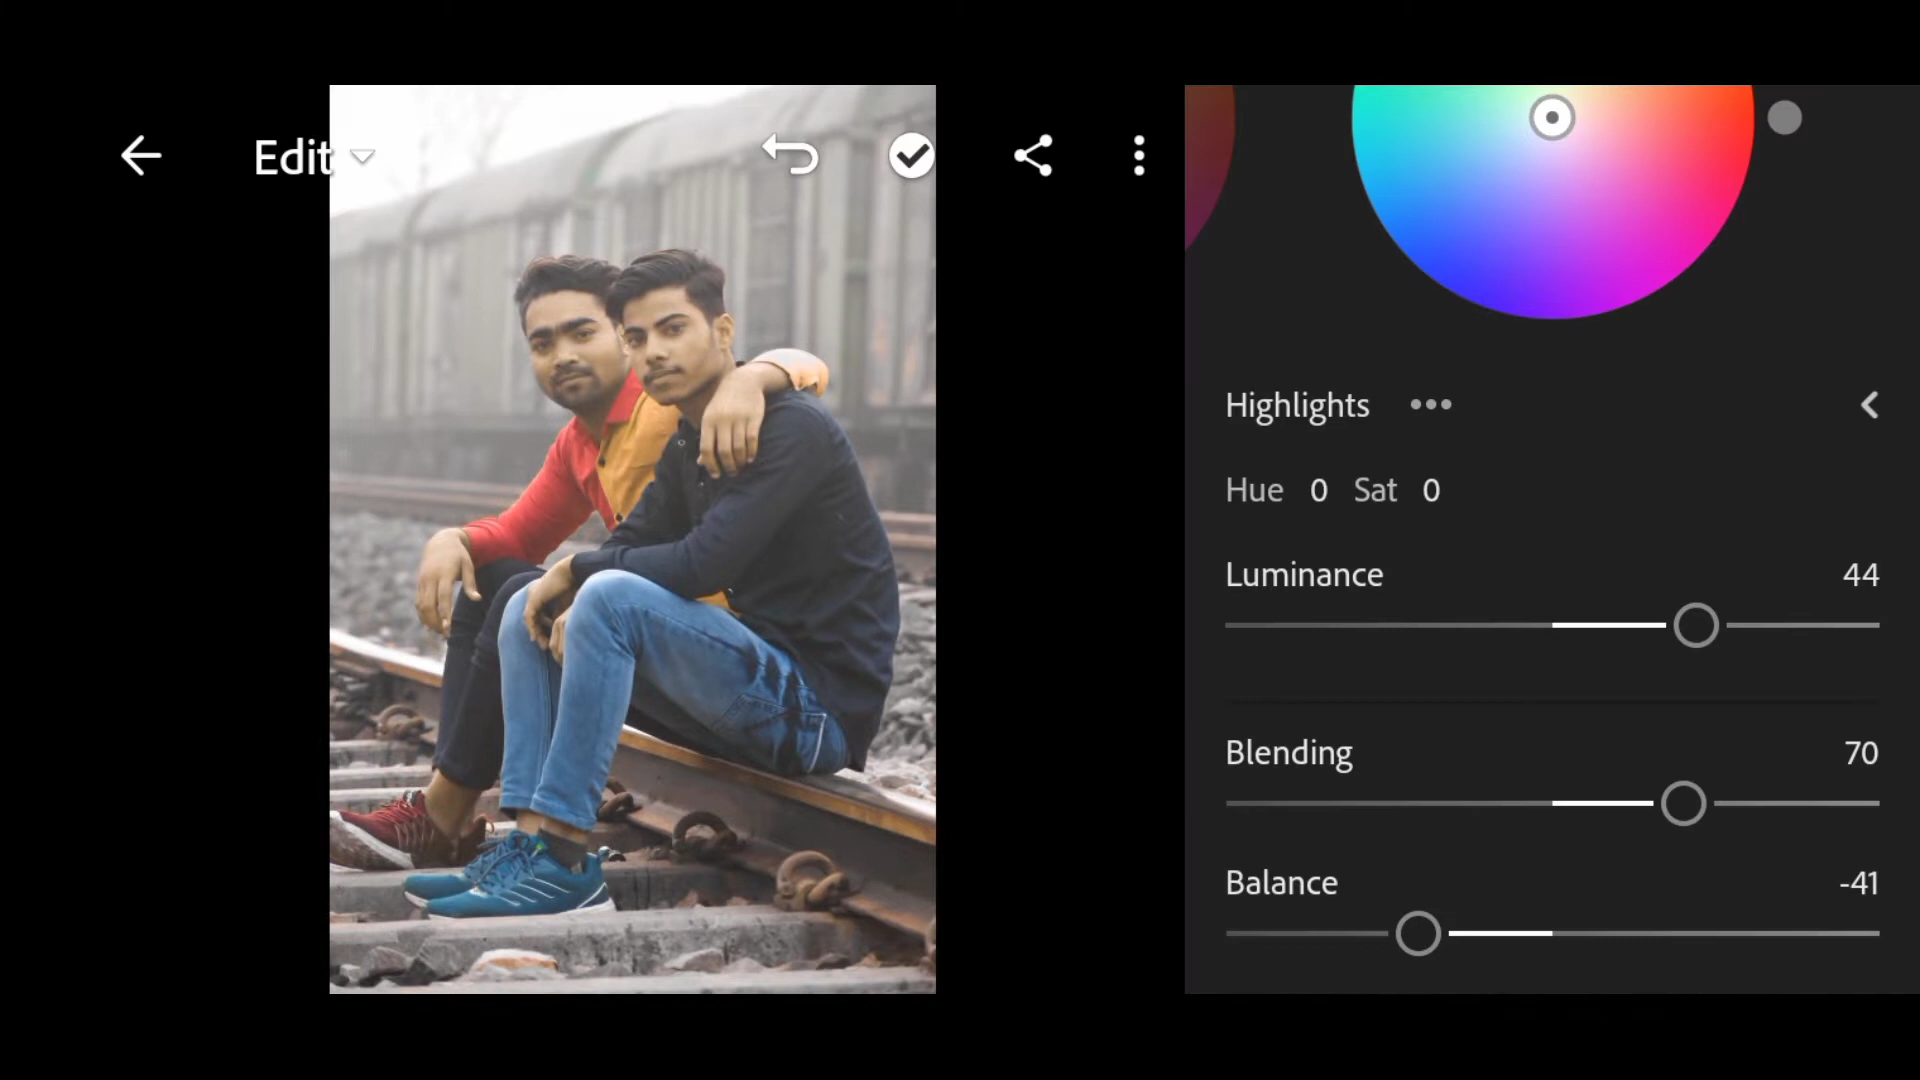 Edit
Highlights
Hue 0 Sat 0
Luminance 44
Blending 70
Balance -41